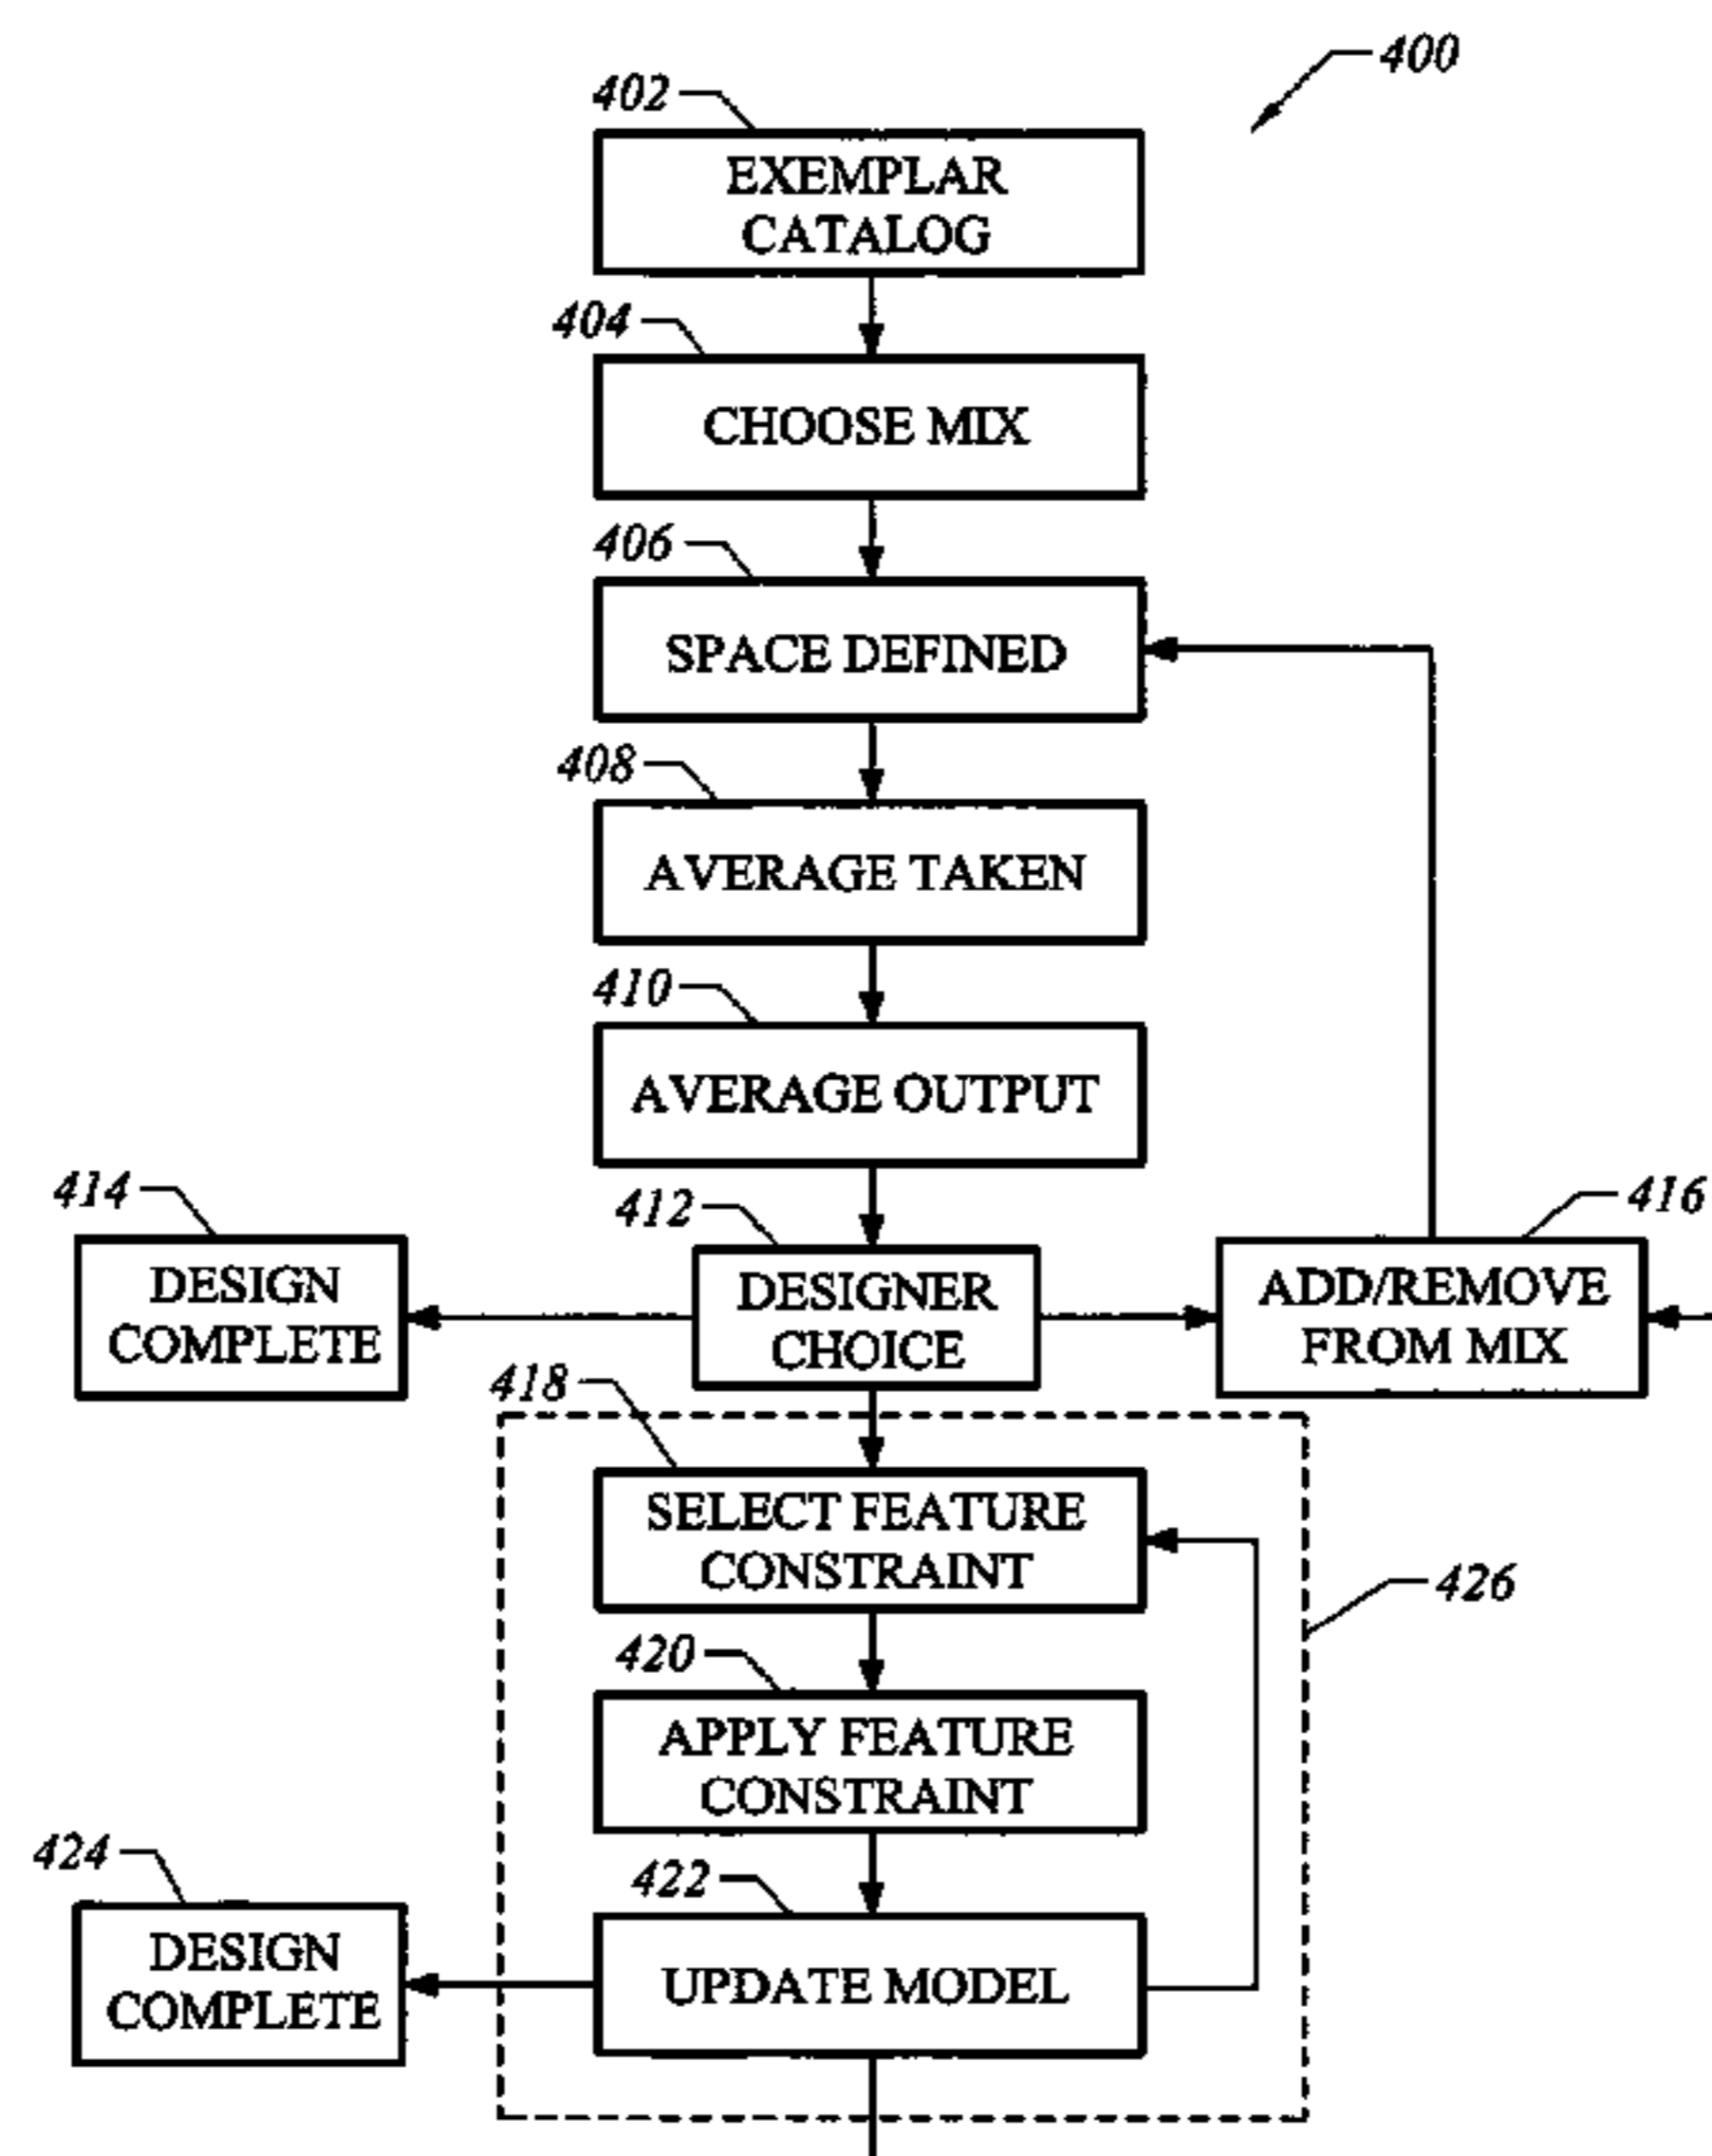 400
402
EXEMPLAR
CATALOG
404
CHOOSE MIX
406
SPACE DEFINED
408
AVERAGE TAKEN
410
AVERAGE OUTPUT
414
DESIGN
COMPLETE
412
DESIGNER
CHOICE
416
ADD/REMOVE
FROM MIX
418
SELECT FEATURE
CONSTRAINT
426
420
APPLY FEATURE
CONSTRAINT
424
DESIGN
COMPLETE
422
UPDATE MODEL